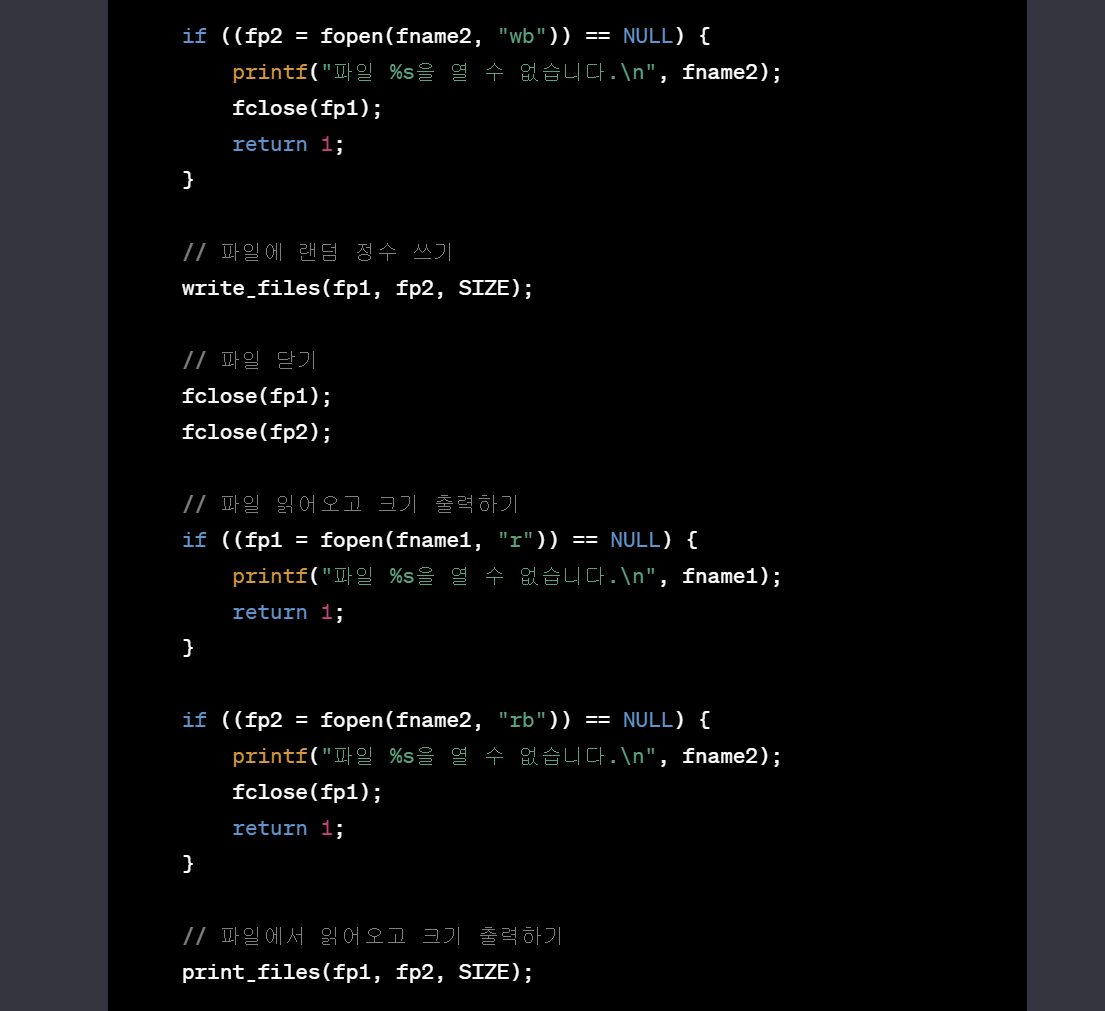 if ((fp2 = fopen(fname2, "wb")) == NULL) {
printf("파일 %s을 열 수 없습니다.\n", fname2);
fclose(fp1);
return 1;
}
// 파일에 랜덤 정수 쓰기
write_files(fp1, fp2, SIZE);
// 파일 닫기
fclose(fp1);
fclose(fp2);
// 파일 읽어오고 크기 출력하기
if ((fp1 = fopen(fname1, "r")) == NULL) {
printf("파일 %s을 열 수 없습니다.\n", fname1);
return 1;
}
if ((fp2 = fopen(fname2, "rb")) == NULL) {
printf("파일 %s을 열 수 없습니다.\n", fname2);
fclose(fp1);
return 1;
}
// 파일에서 읽어오고 크기 출력하기
print_files(fp1, fp2, SIZE);